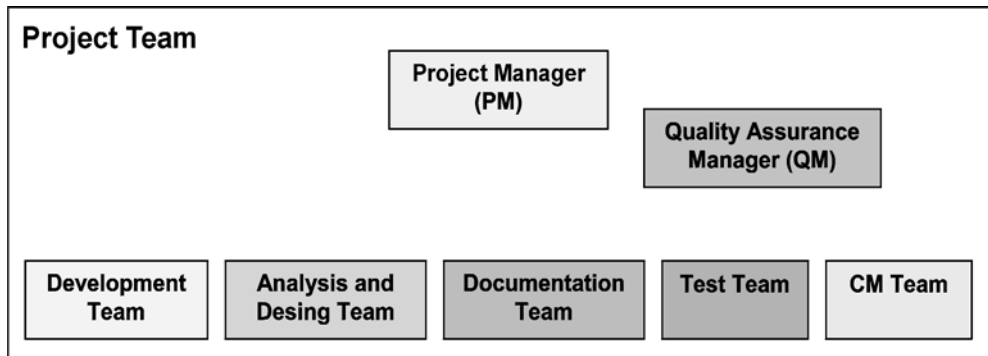 Project Team
Project Manager
(PM)
Quality Assurance
Manager (QM)
Development
Team
Analysis and
Desing Team
Documentation
Team
Test Team
CM Team